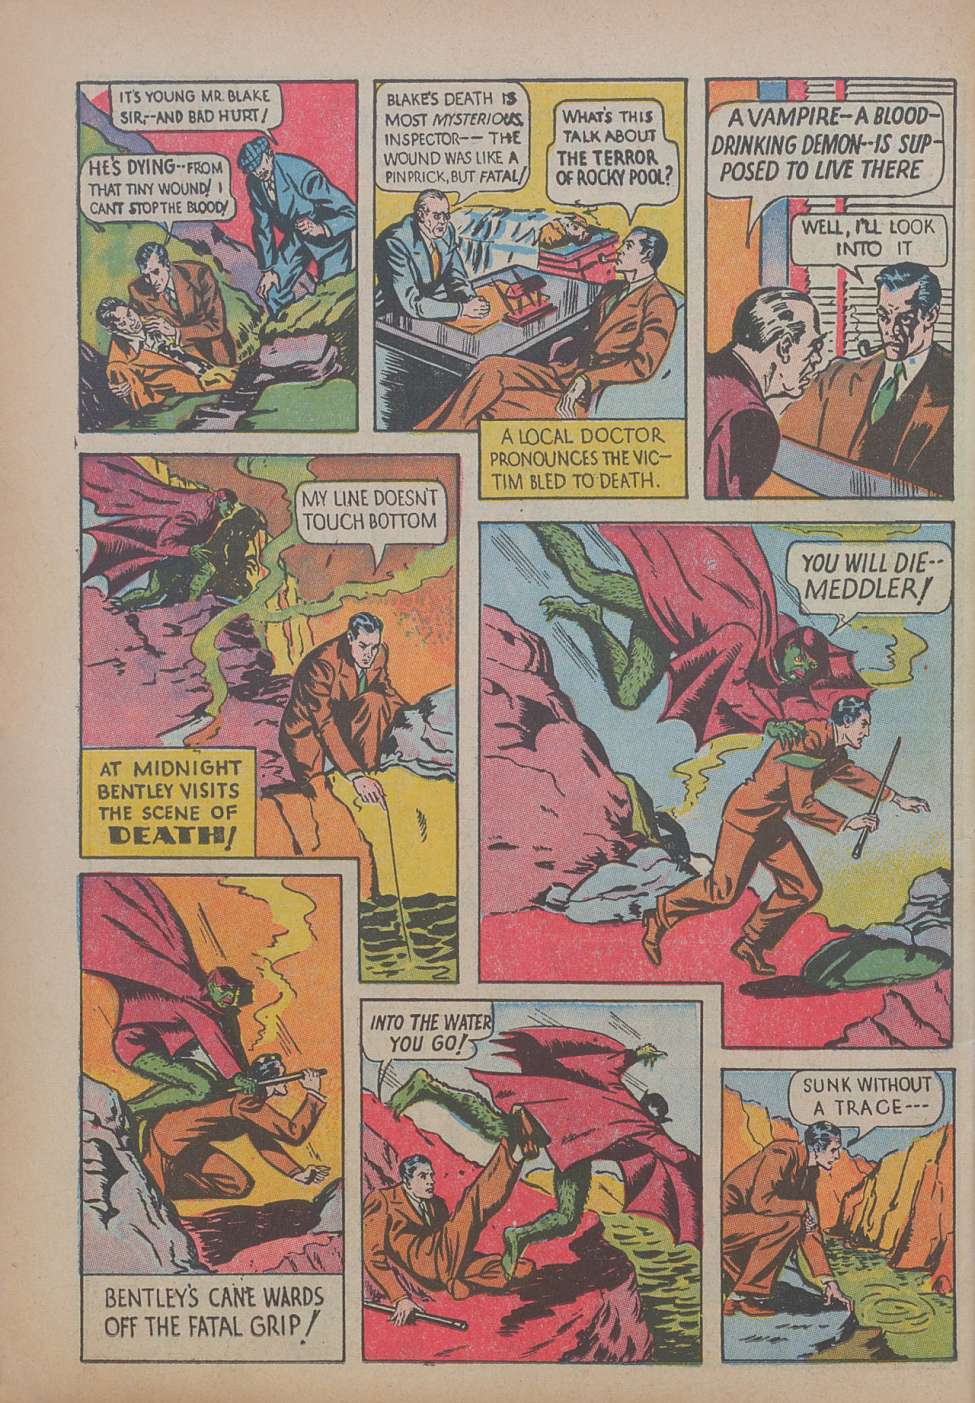 IT'S YOUNG MR. BLAKE
SIR,--AND BAD HURT!
HE'S DYING--FROM
THAT TINY WOUND! I
CAN'T STOP THE BLOOD!
BLAKE'S DEATH IS
MOST MYSTERIOUS,
INSPECTOR-- THE
WOUND WAS LIKE A
PINPRICK, BUT FATAL!
WHAT'S THIS
TALK ABOUT
THE TERROR
OF ROCKY POOL?
A LOCAL DOCTOR
PRONOUNCES THE VIC-
TIM BLED TO DEATH.
A VAMPIRE--A BLOOD-
DRINKING DEMON--IS SUP-
POSED TO LIVE THERE
WELL, I'LL LOOK
INTO IT
MY LINE DOESN'T
TOUCH BOTTOM
AT MIDNIGHT
BENTLEY VISITS
THE SCENE OF
DEATH!
YOU WILL DIE--
MEDDLER!
BENTLEY'S CANE WARDS
OFF THE FATAL GRIP!
INTO THE WATER
YOU GO!
SUNK WITHOUT
A TRACE---